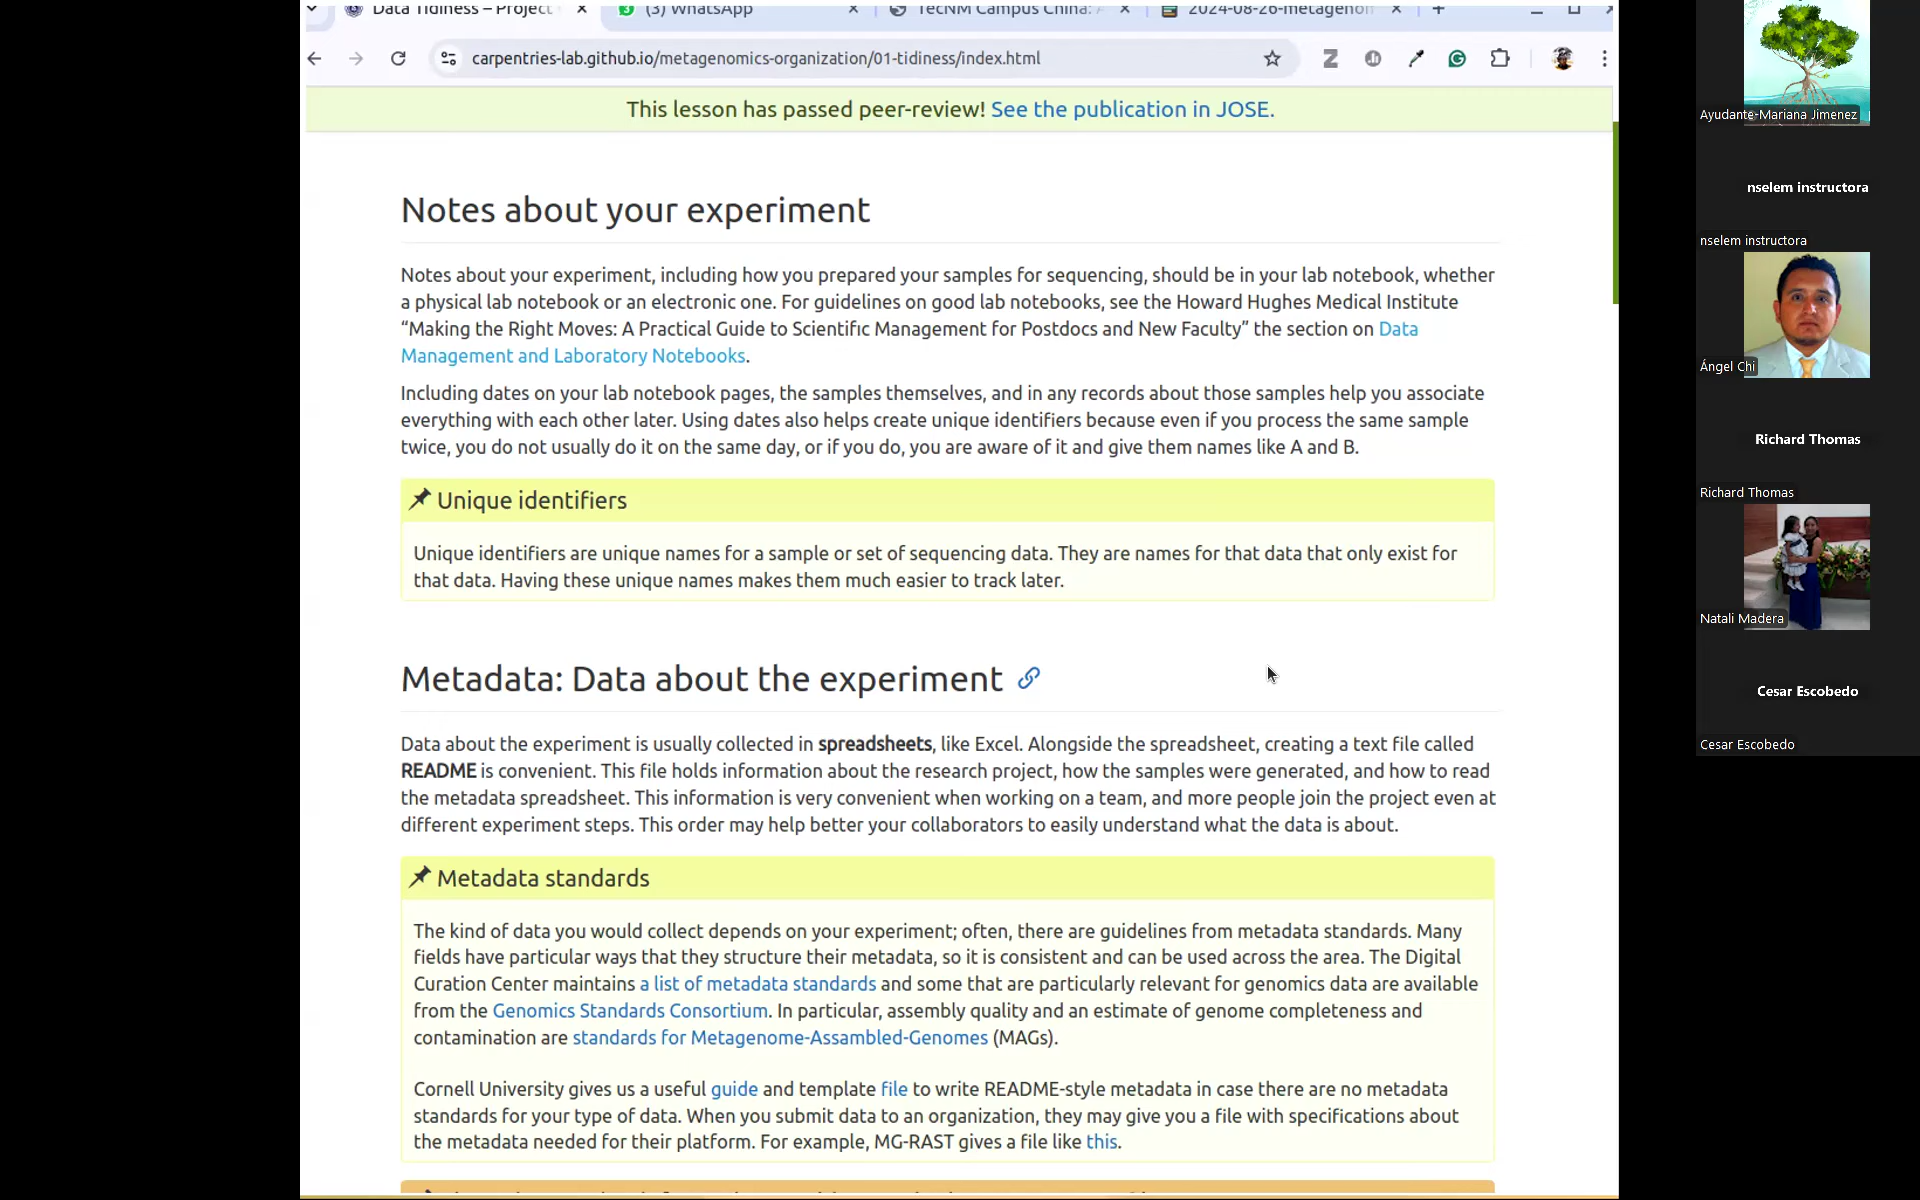 Data Tidiness – Project
(3) WhatsApp
TecNM Campus China:
2024-08-26-metagenom
carpentries-lab.github.io/metagenomics-organization/01-tidiness/index.html
This lesson has passed peer-review! See the publication in JOSE.
Notes about your experiment
Notes about your experiment, including how you prepared your samples for sequencing, should be in your lab notebook, whether
a physical lab notebook or an electronic one. For guidelines on good lab notebooks, see the Howard Hughes Medical Institute
“Making the Right Moves: A Practical Guide to Scientific Management for Postdocs and New Faculty” the section on Data
Management and Laboratory Notebooks.
Including dates on your lab notebook pages, the samples themselves, and in any records about those samples help you associate
everything with each other later. Using dates also helps create unique identifiers because even if you process the same sample
twice, you do not usually do it on the same day, or if you do, you are aware of it and give them names like A and B.
Unique identifiers
Unique identifiers are unique names for a sample or set of sequencing data. They are names for that data that only exist for
that data. Having these unique names makes them much easier to track later.
Metadata: Data about the experiment
Data about the experiment is usually collected in spreadsheets, like Excel. Alongside the spreadsheet, creating a text file called
README is convenient. This file holds information about the research project, how the samples were generated, and how to read
the metadata spreadsheet. This information is very convenient when working on a team, and more people join the project even at
different experiment steps. This order may help better your collaborators to easily understand what the data is about.
Metadata standards
The kind of data you would collect depends on your experiment; often, there are guidelines from metadata standards. Many
fields have particular ways that they structure their metadata, so it is consistent and can be used across the area. The Digital
Curation Center maintains a list of metadata standards and some that are particularly relevant for genomics data are available
from the Genomics Standards Consortium. In particular, assembly quality and an estimate of genome completeness and
contamination are standards for Metagenome-Assambled-Genomes (MAGs).
Cornell University gives us a useful guide and template file to write README-style metadata in case there are no metadata
standards for your type of data. When you submit data to an organization, they may give you a file with specifications about
the metadata needed for their platform. For example, MG-RAST gives a file like this.
Ayudante-Mariana Jimenez
nselem instructora
nselem instructora
Ángel Chi
Richard Thomas
Richard Thomas
Natali Madera
Cesar Escobedo
Cesar Escobedo